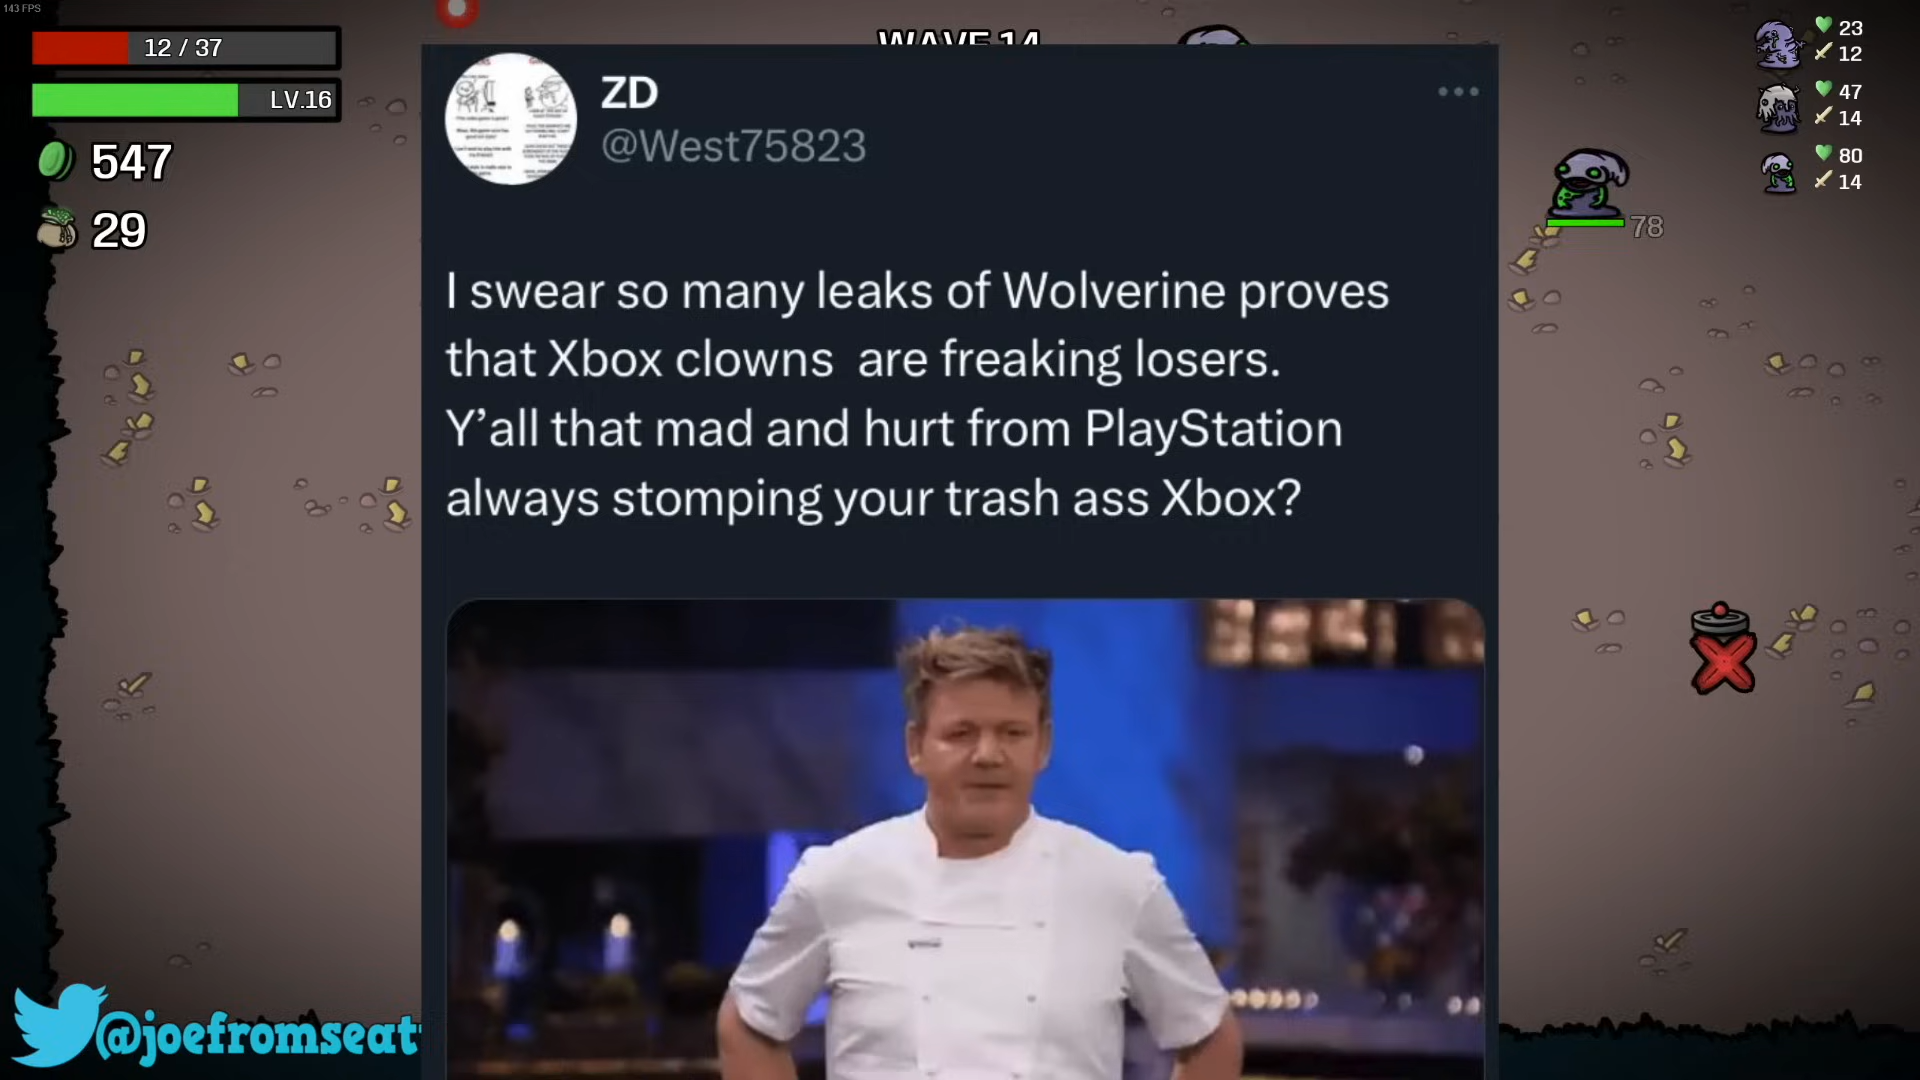 143 FPS
12 / 37
LV.16
547
29
WAVE 14
23
12
47
14
80
14
78
ZD
@West75823
I swear so many leaks of Wolverine proves
that Xbox clowns are freaking losers.
Y'all that mad and hurt from PlayStation
always stomping your trash ass Xbox?
@joefromseat